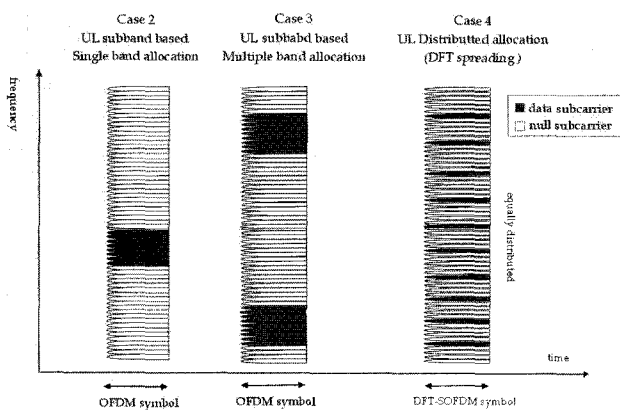 Case 2
UL subband based
Single band allocation
Case 3
UL subbabd based
Multiple band allocation
Case 4
UL Distributted allocation
(DFT spreading)
frequency
data subcarrier
null subcarrier
equally distributed
time
OFDM symbol
OFDM symbol
DFT-SOFDM symbol